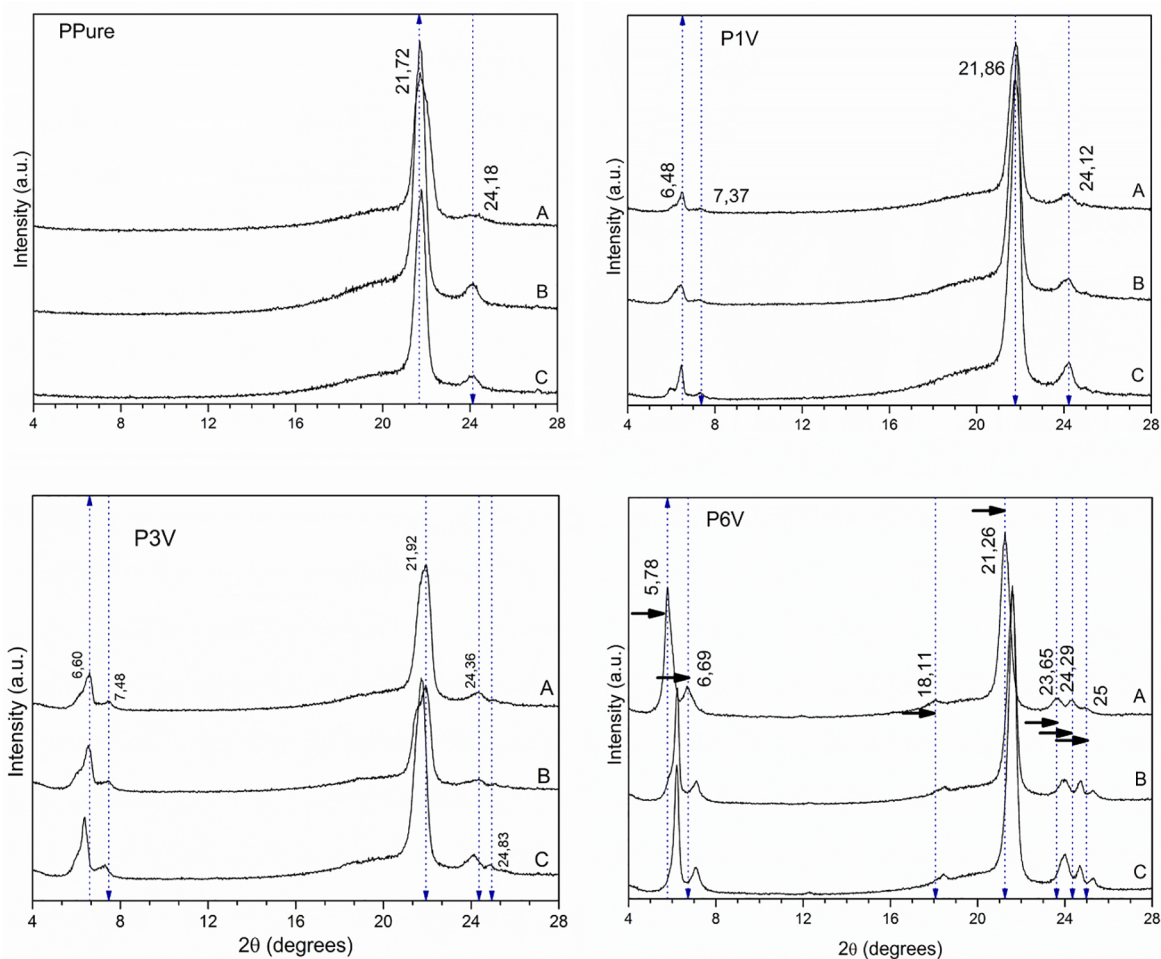 PPure
21,72
24,18
A
B
C
Intensity (a.u.)
4 8 12 16 20 24 28
P1V
6,48
7,37
21,86
24,12
A
B
C
Intensity (a.u.)
4 8 12 16 20 24 28
P3V
6,60
7,48
21,92
24,36
24,83
A
B
C
Intensity (a.u.)
4 8 12 16 20 24 28
2θ (degrees)
P6V
5,78
6,69
18,11
21,26
23,65
24,29
25
A
B
C
Intensity (a.u.)
4 8 12 16 20 24 28
2θ (degrees)